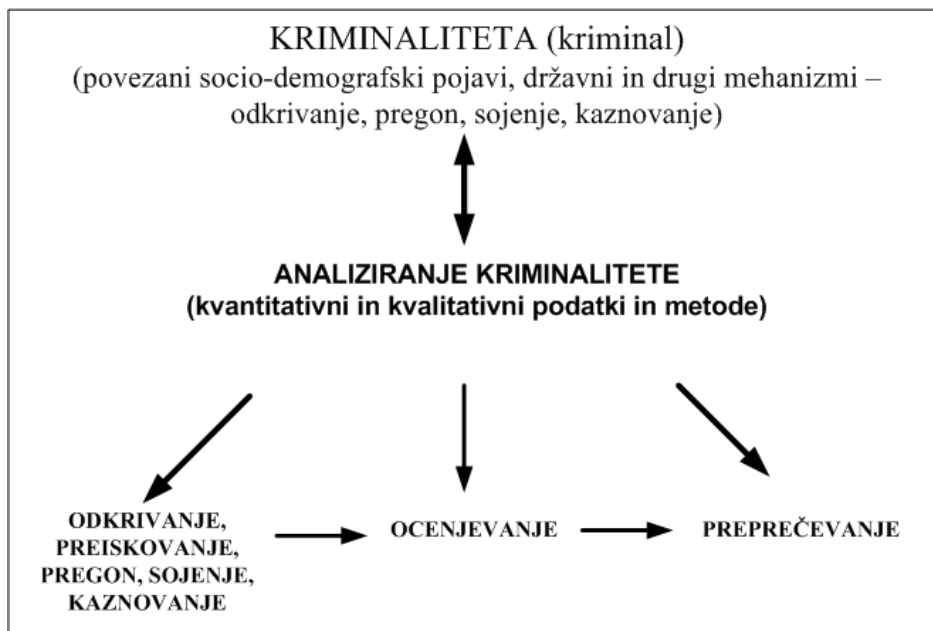 KRIMINALITETA (kriminal)
(povezani socio-demografski pojavi, državni in drugi mehanizmi –
odkrivanje, pregon, sojenje, kaznovanje)
ANALIZIRANJE KRIMINALITETE
(kvantitativni in kvalitativni podatki in metode)
ODKRIVANJE,
PREISKOVANJE,
PREGON, SOJENJE,
KAZNOVANJE
OCENJEVANJE
PREPREČEVANJE